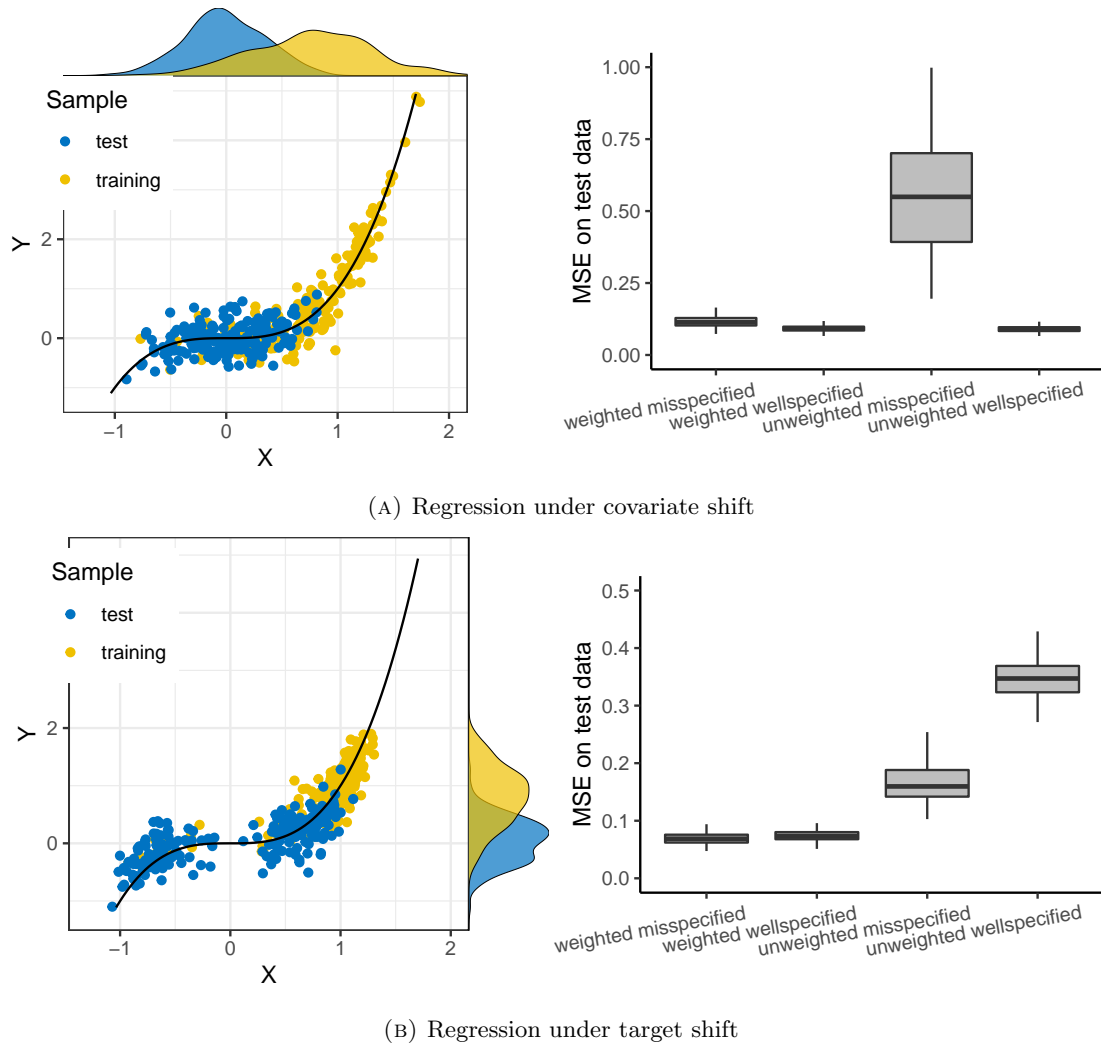 Sample
test
training
Y
2
0
−1
0
1
2
X
MSE on test data
1.00
0.75
0.50
0.25
0.00
weighted misspecified
weighted wellspecified
unweighted misspecified
unweighted wellspecified
(A) Regression under covariate shift
Sample
test
training
Y
2
0
−1
0
1
2
X
MSE on test data
0.5
0.4
0.3
0.2
0.1
0.0
weighted misspecified
weighted wellspecified
unweighted misspecified
unweighted wellspecified
(B) Regression under target shift